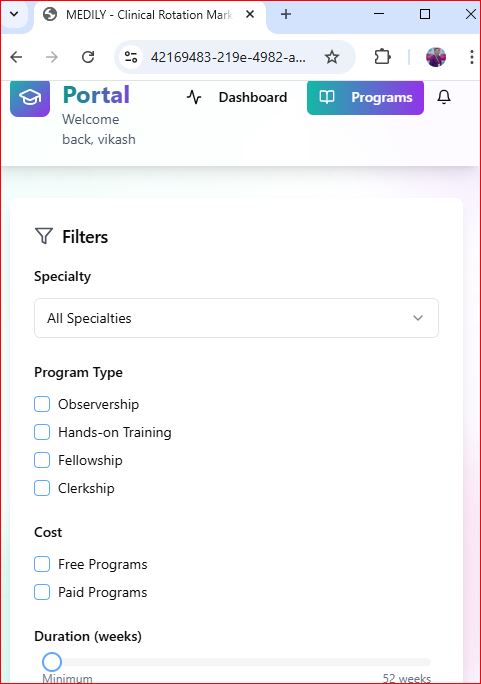 MEDILY - Clinical Rotation Mark
42169483-219e-4982-a...
Portal
Welcome
back, vikash
Dashboard
Programs
Filters
Specialty
All Specialties
Program Type
Observership
Hands-on Training
Fellowship
Clerkship
Cost
Free Programs
Paid Programs
Duration (weeks)
Minimum
52 weeks